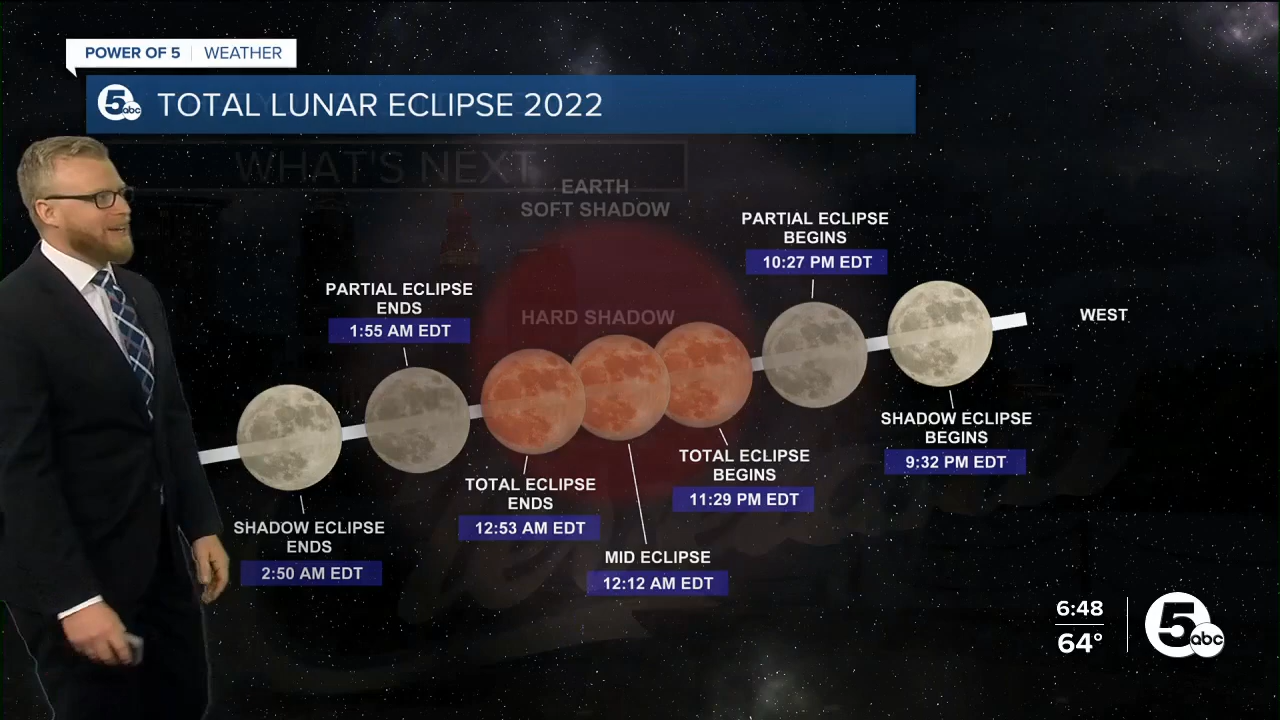 POWER OF 5 | WEATHER
5 abc TOTAL LUNAR ECLIPSE 2022
WHAT'S NEXT
EARTH
SOFT SHADOW
PARTIAL ECLIPSE
BEGINS
10:27 PM EDT
PARTIAL ECLIPSE
ENDS
1:55 AM EDT
HARD SHADOW
WEST
SHADOW ECLIPSE
BEGINS
9:32 PM EDT
TOTAL ECLIPSE
BEGINS
11:29 PM EDT
TOTAL ECLIPSE
ENDS
12:53 AM EDT
SHADOW ECLIPSE
ENDS
2:50 AM EDT
MID ECLIPSE
12:12 AM EDT
6:48
64°
5 abc